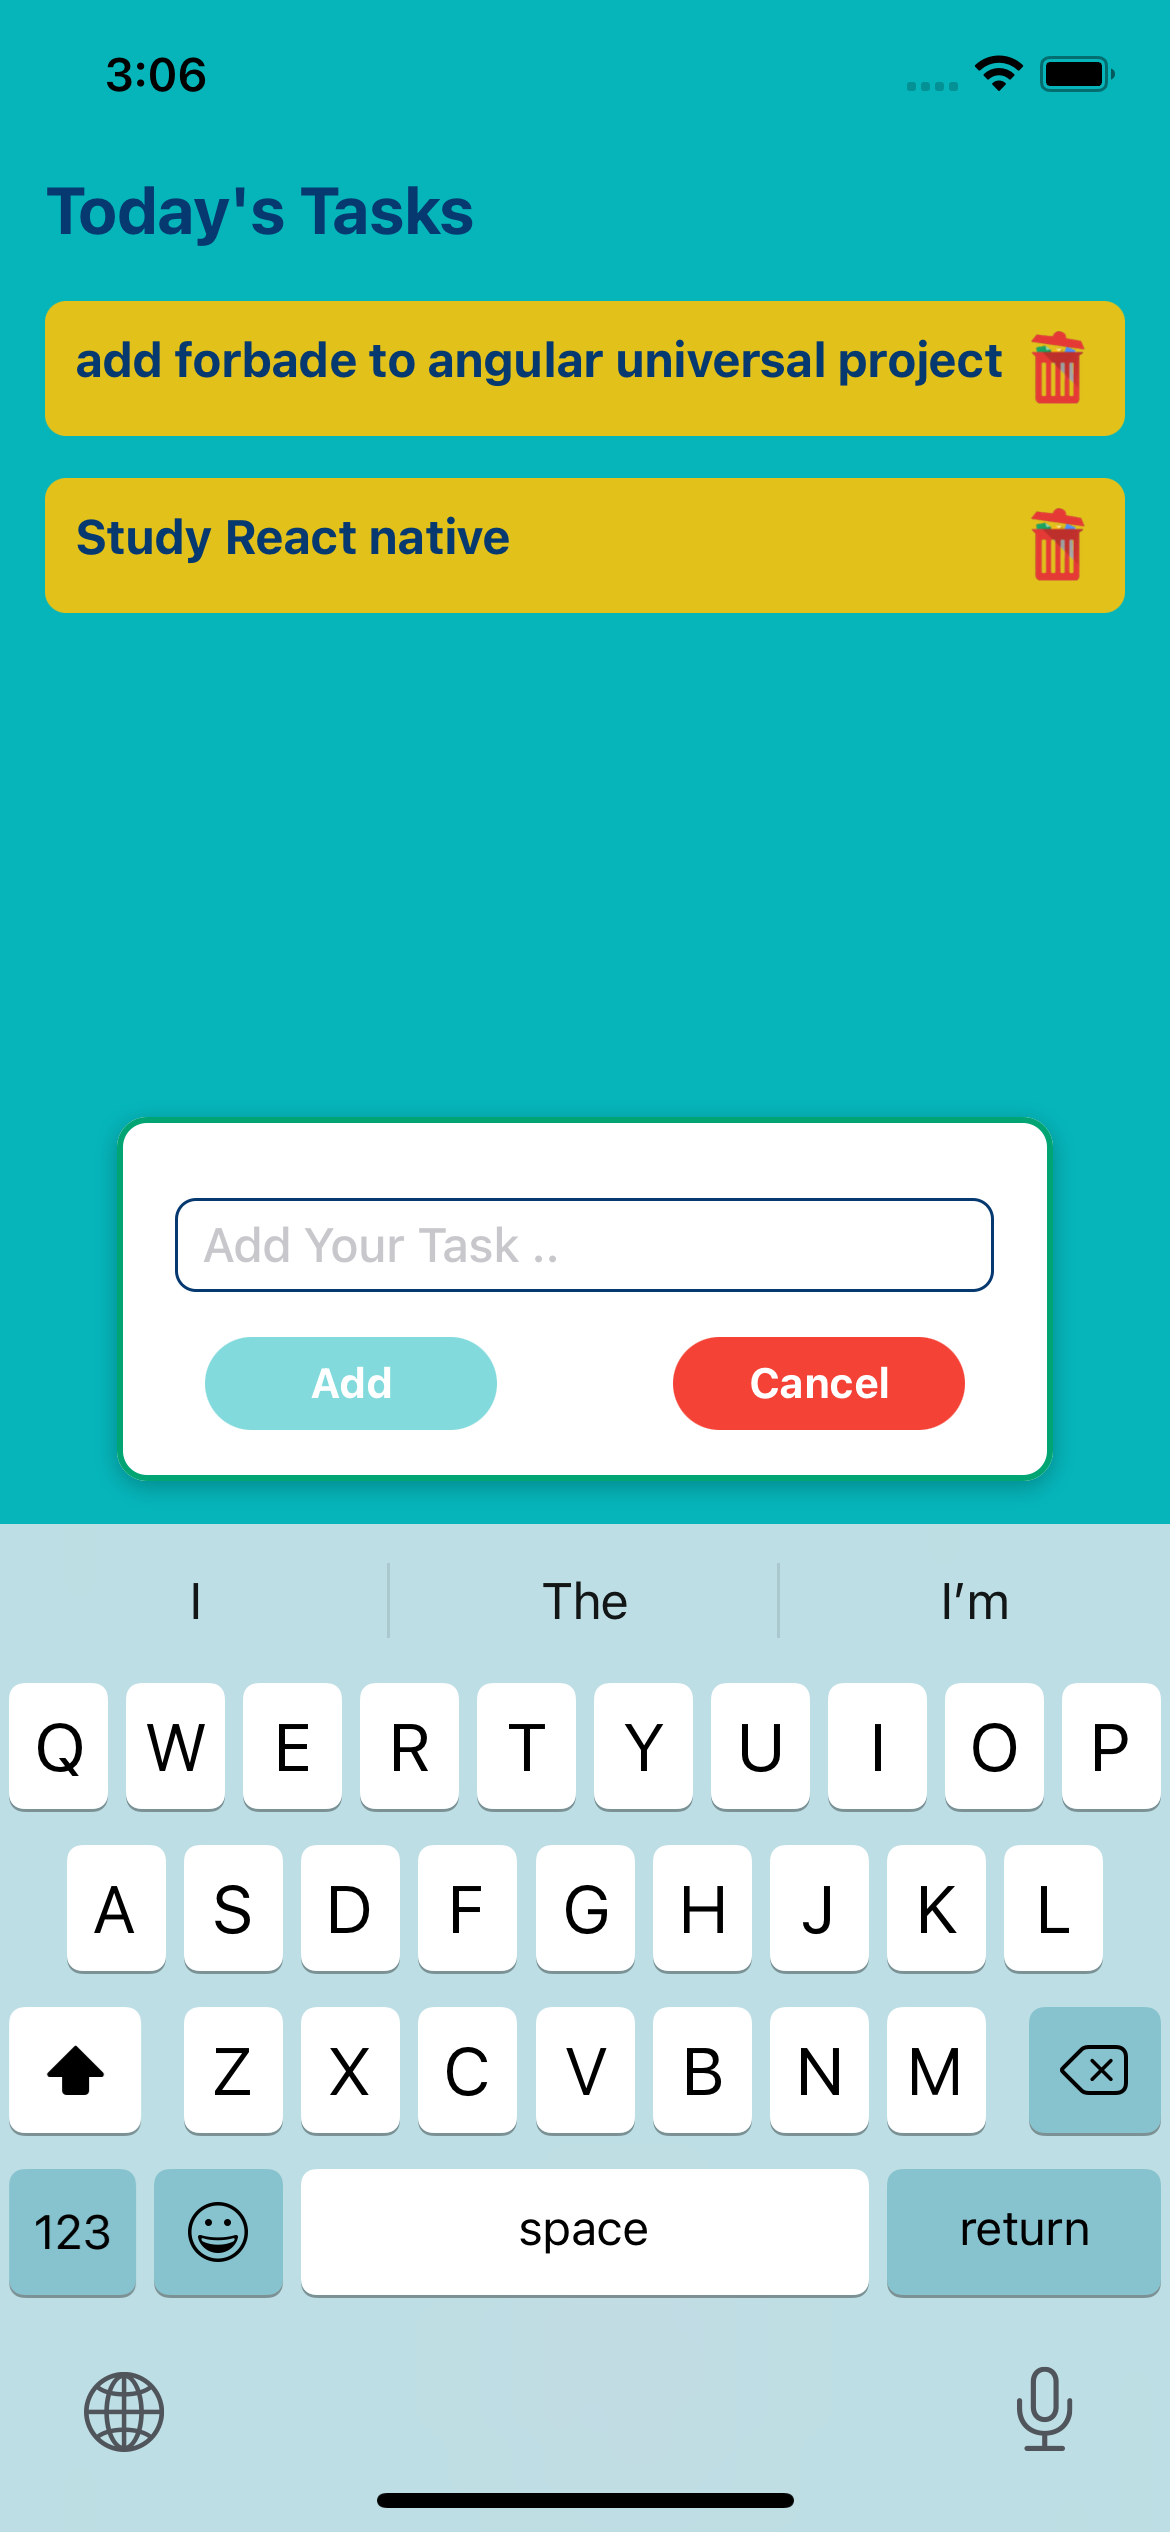 3:06
Today's Tasks
add forbade to angular universal project
Study React native
Add Your Task ..
Add Cancel
I The I’m
Q W E R T Y U I O P
A S D F G H J K L
Z X C V B N M
123 space return